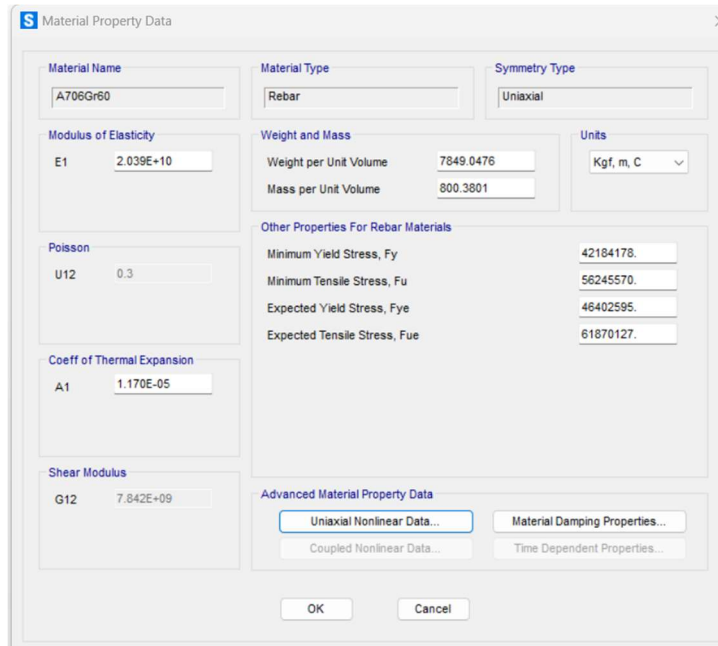 S Material Property Data
Material Name
A706Gr60
Material Type
Rebar
Symmetry Type
Uniaxial
Modulus of Elasticity
E1 2.039E+10
Weight and Mass
Weight per Unit Volume 7849.0476
Mass per Unit Volume 800.3801
Units
Kgf, m, C
Poisson
U12 0.3
Other Properties For Rebar Materials
Minimum Yield Stress, Fy 42184178.
Minimum Tensile Stress, Fu 56245570.
Expected Yield Stress, Fye 46402595.
Expected Tensile Stress, Fue 61870127.
Coeff of Thermal Expansion
A1 1.170E-05
Shear Modulus
G12 7.842E+09
Advanced Material Property Data
Uniaxial Nonlinear Data... Material Damping Properties...
Coupled Nonlinear Data... Time Dependent Properties...
OK Cancel